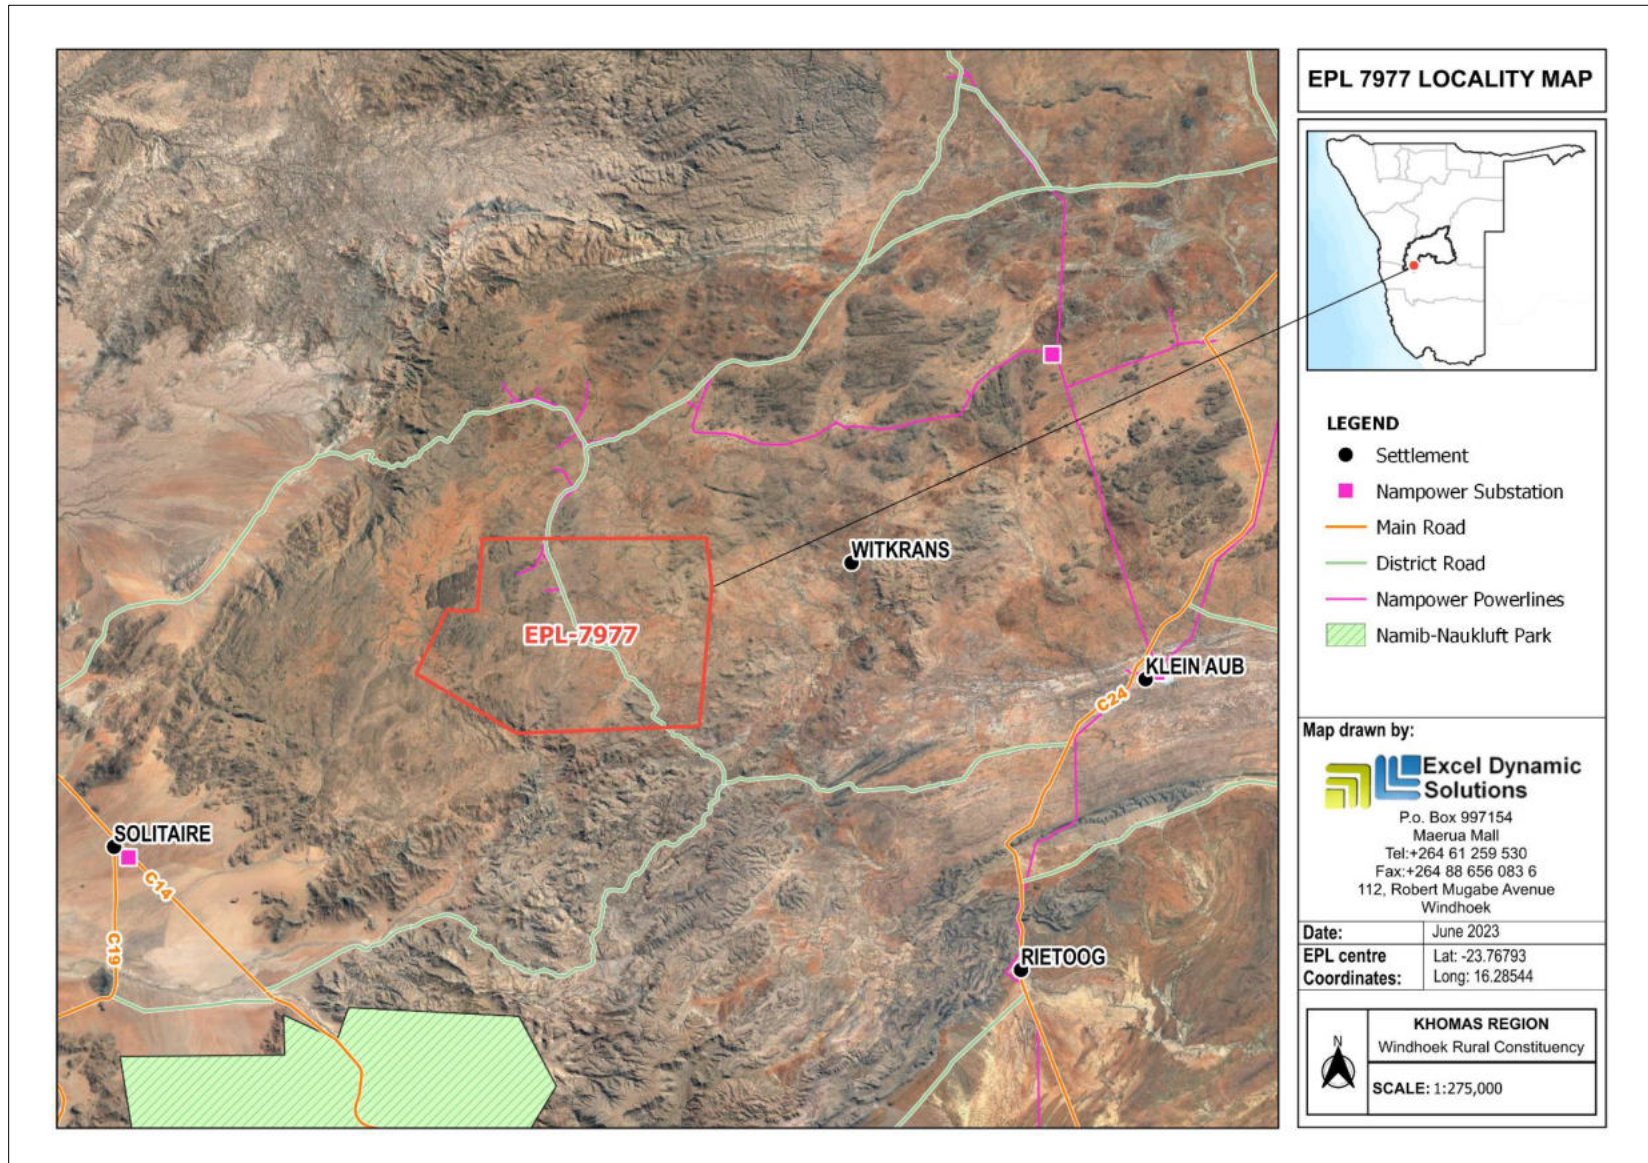 EPL 7977 LOCALITY MAP
WITKRANS
EPL-7977
KLEIN AUB
C24
SOLITAIRE
C14
C19
RIETOOG
LEGEND
Settlement
Nampower Substation
Main Road
District Road
Nampower Powerlines
Namib-Naukluft Park
Map drawn by:
Excel Dynamic
Solutions
P.o. Box 997154
Maerua Mall
Tel:+264 61 259 530
Fax:+264 88 656 083 6
112, Robert Mugabe Avenue
Windhoek
Date: June 2023
EPL centre Lat: -23.76793
Coordinates: Long: 16.28544
N
KHOMAS REGION
Windhoek Rural Constituency
SCALE: 1:275,000